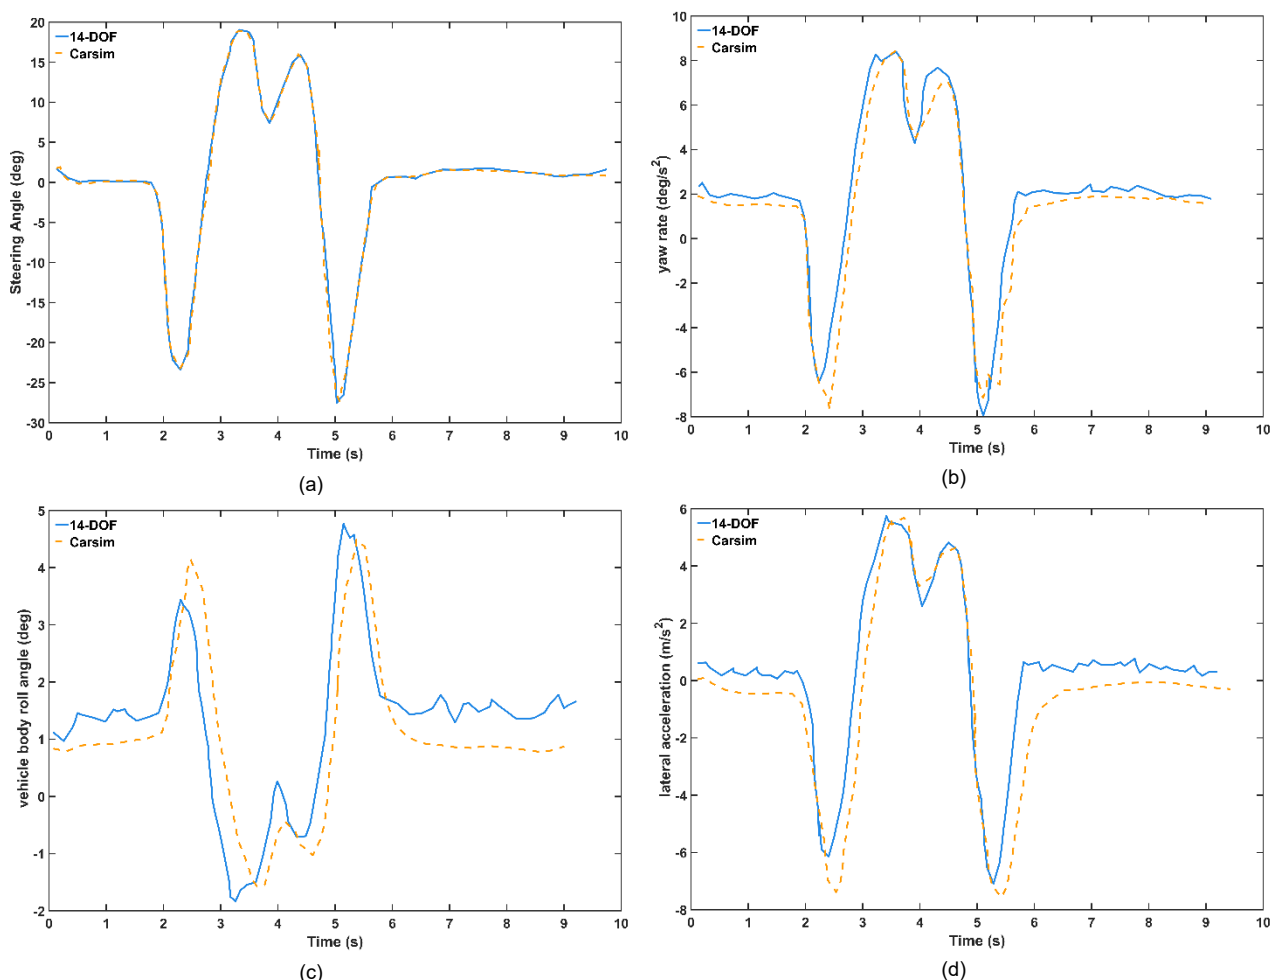 20
15
10
5
0
-5
-10
-15
-20
-25
-30
Steering Angle (deg)
14-DOF
Carsim
0 1 2 3 4 5 6 7 8 9 10
Time (s)
(a)
10
8
6
4
2
0
-2
-4
-6
-8
yaw rate (deg/s²)
14-DOF
Carsim
0 1 2 3 4 5 6 7 8 9 10
Time (s)
(b)
5
4
3
2
1
0
-1
-2
vehicle body roll angle (deg)
14-DOF
Carsim
0 1 2 3 4 5 6 7 8 9 10
Time (s)
(c)
6
4
2
0
-2
-4
-6
-8
lateral acceleration (m/s²)
14-DOF
Carsim
0 1 2 3 4 5 6 7 8 9 10
Time (s)
(d)